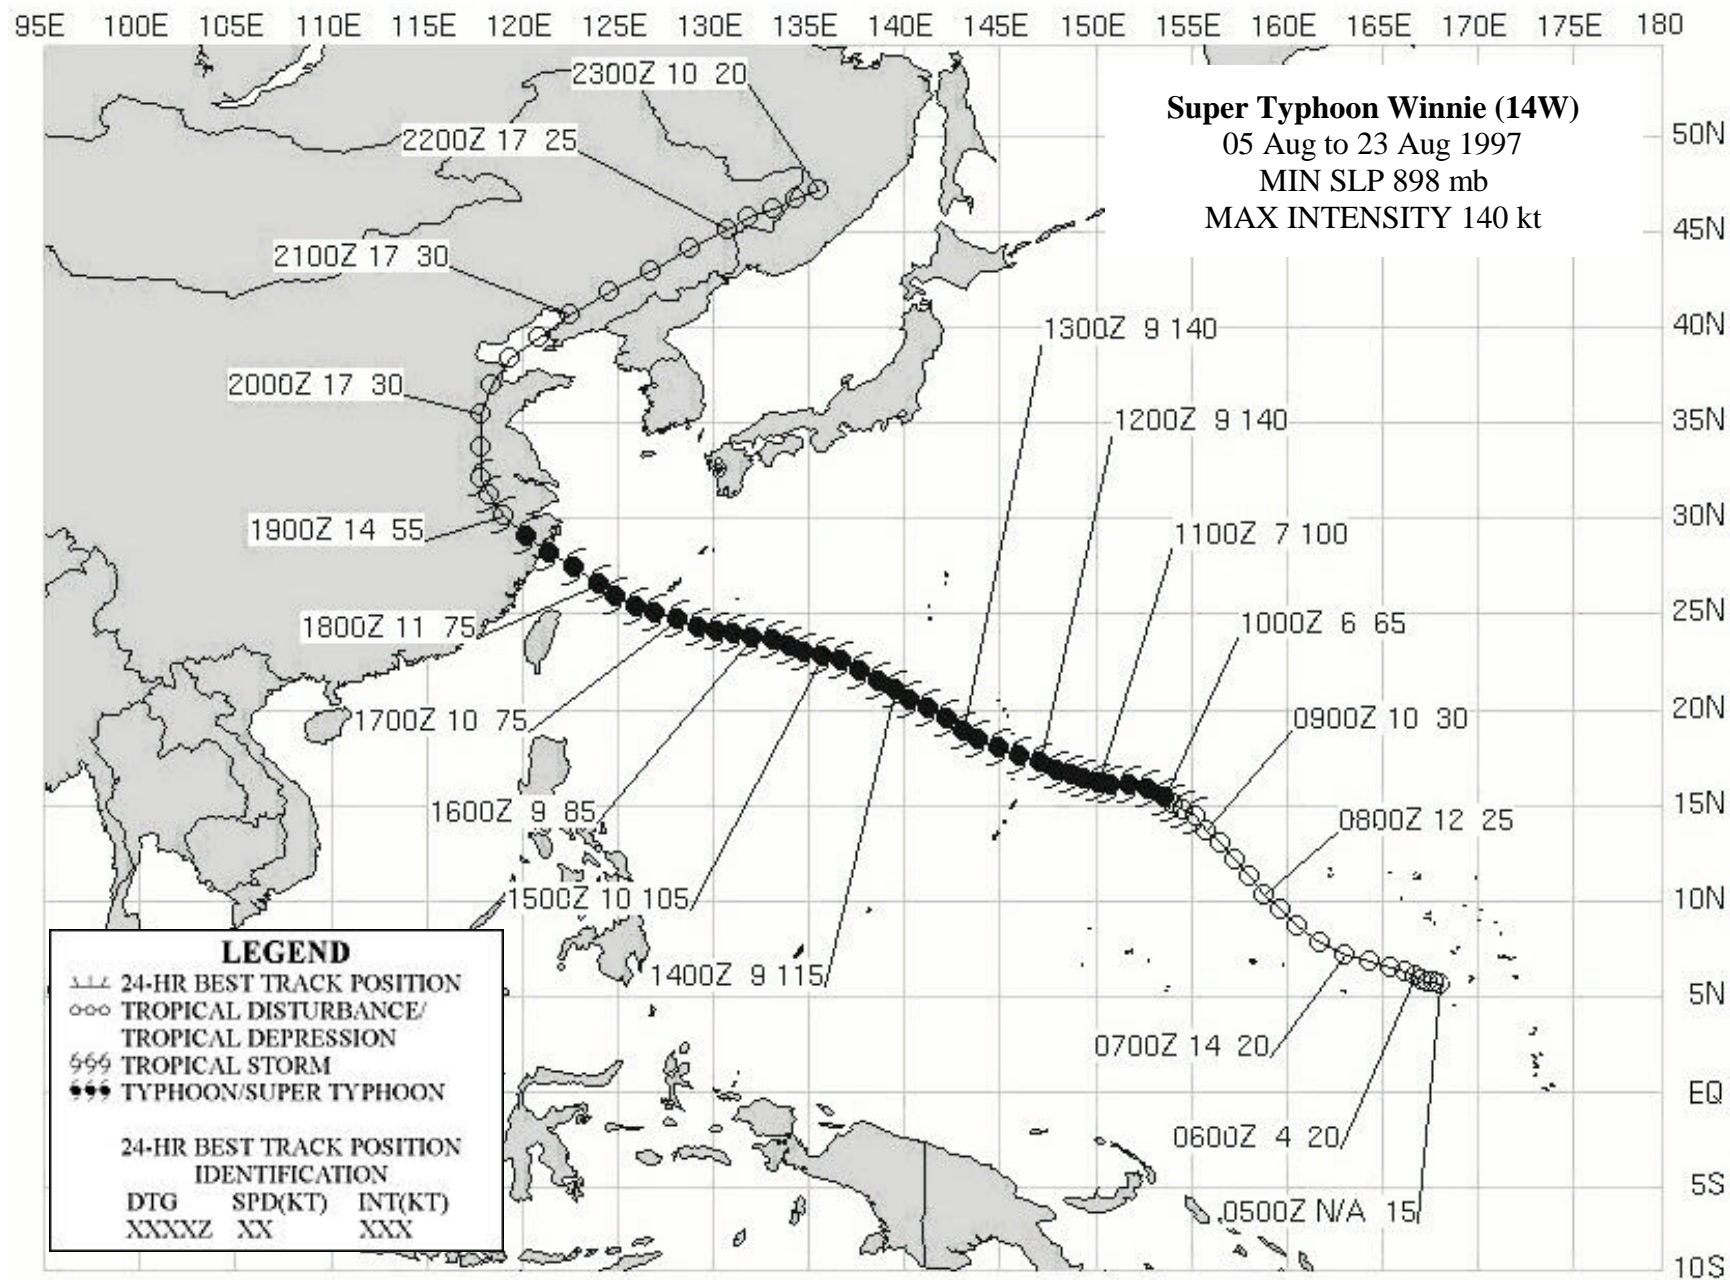 95E 100E 105E 110E 115E 120E 125E 130E 135E 140E 145E 150E 155E 160E 165E 170E 175E 180
Super Typhoon Winnie (14W)
05 Aug to 23 Aug 1997
MIN SLP 898 mb
MAX INTENSITY 140 kt
2300Z 10 20
2200Z 17 25
50N
45N
2100Z 17 30
1300Z 9 140
40N
2000Z 17 30
1200Z 9 140
35N
1900Z 14 55
1100Z 7 100
30N
1800Z 11 75
1000Z 6 65
25N
1700Z 10 75
0900Z 10 30
20N
1600Z 9 85
0800Z 12 25
15N
1500Z 10 105
10N
1400Z 9 115
5N
0700Z 14 20
EQ
0600Z 4 20
5S
0500Z N/A 15
10S
LEGEND
24-HR BEST TRACK POSITION
TROPICAL DISTURBANCE/
TROPICAL DEPRESSION
TROPICAL STORM
TYPHOON/SUPER TYPHOON
24-HR BEST TRACK POSITION
IDENTIFICATION
DTG SPD(KT) INT(KT)
XXXXZ XX XXX